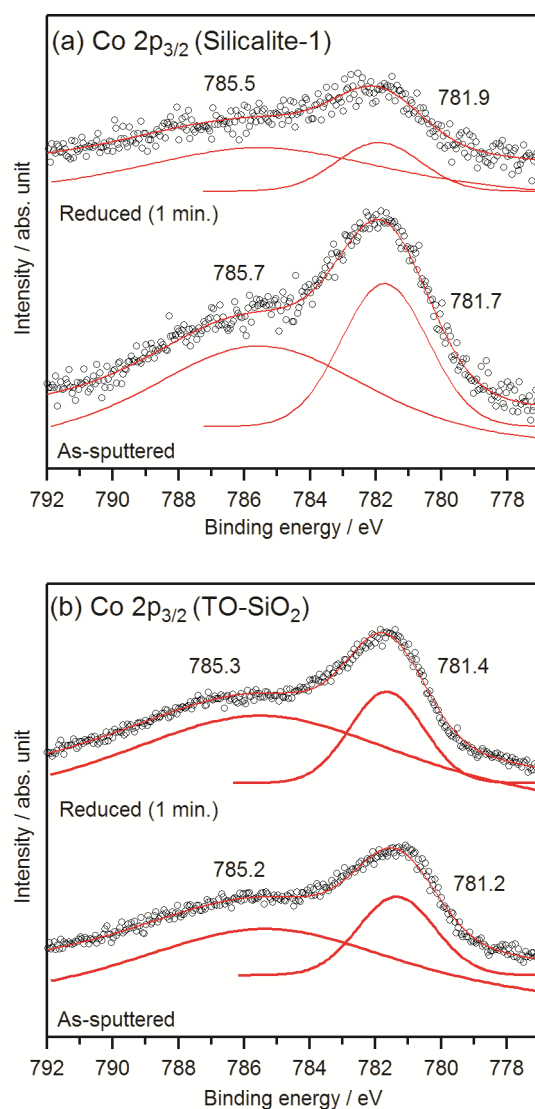 (a) Co 2p3/2 (Silicalite-1)
785.5
781.9
Reduced (1 min.)
785.7
781.7
As-sputtered
Intensity / abs. unit
792 790 788 786 784 782 780 778
Binding energy / eV
(b) Co 2p3/2 (TO-SiO2)
785.3
781.4
Reduced (1 min.)
785.2
781.2
As-sputtered
Intensity / abs. unit
792 790 788 786 784 782 780 778
Binding energy / eV